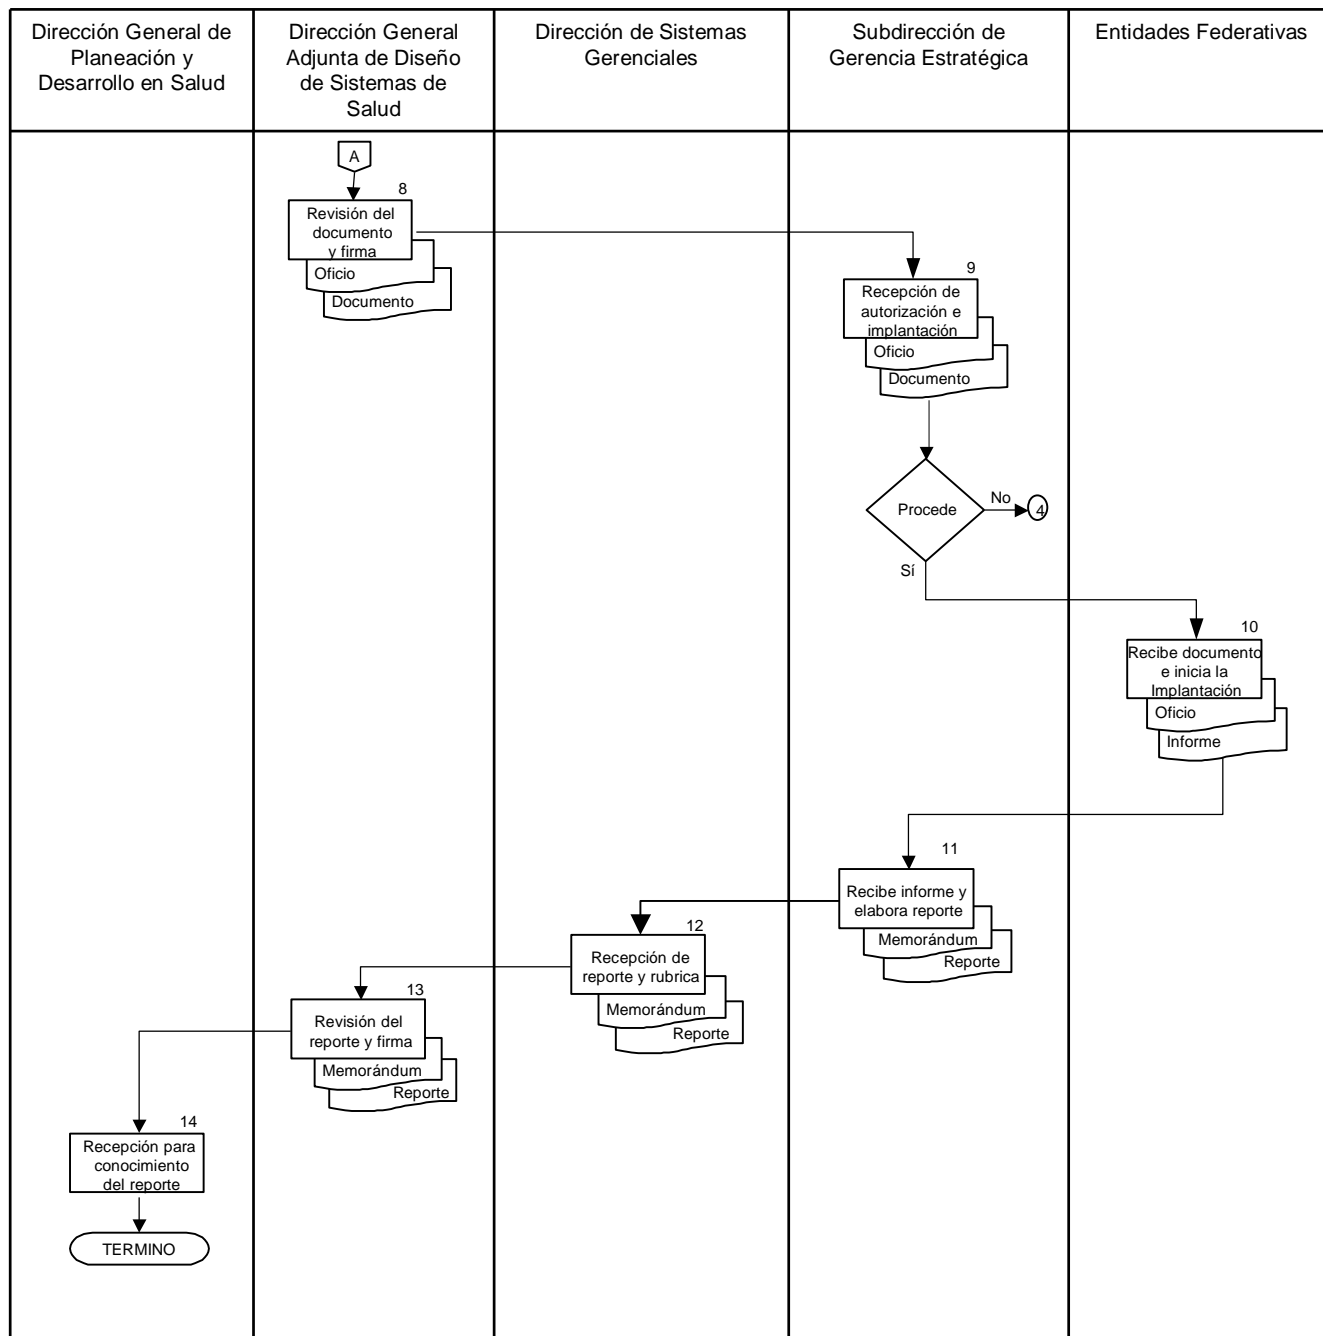 Dirección General de
Planeación y
Desarrollo en Salud
Dirección General
Adjunta de Diseño
de Sistemas de
Salud
Dirección de Sistemas
Gerenciales
Subdirección de
Gerencia Estratégica
Entidades Federativas
A
8
Revisión del
documento
y firma
Oficio
Documento
9
Recepción de
autorización e
implantación
Oficio
Documento
Procede
No
4
Sí
10
Recibe documento
e inicia la
Implantación
Oficio
Informe
11
Recibe informe y
elabora reporte
Memorándum
Reporte
12
Recepción de
reporte y rubrica
Memorándum
Reporte
13
Revisión del
reporte y firma
Memorándum
Reporte
14
Recepción para
conocimiento
del reporte
TERMINO